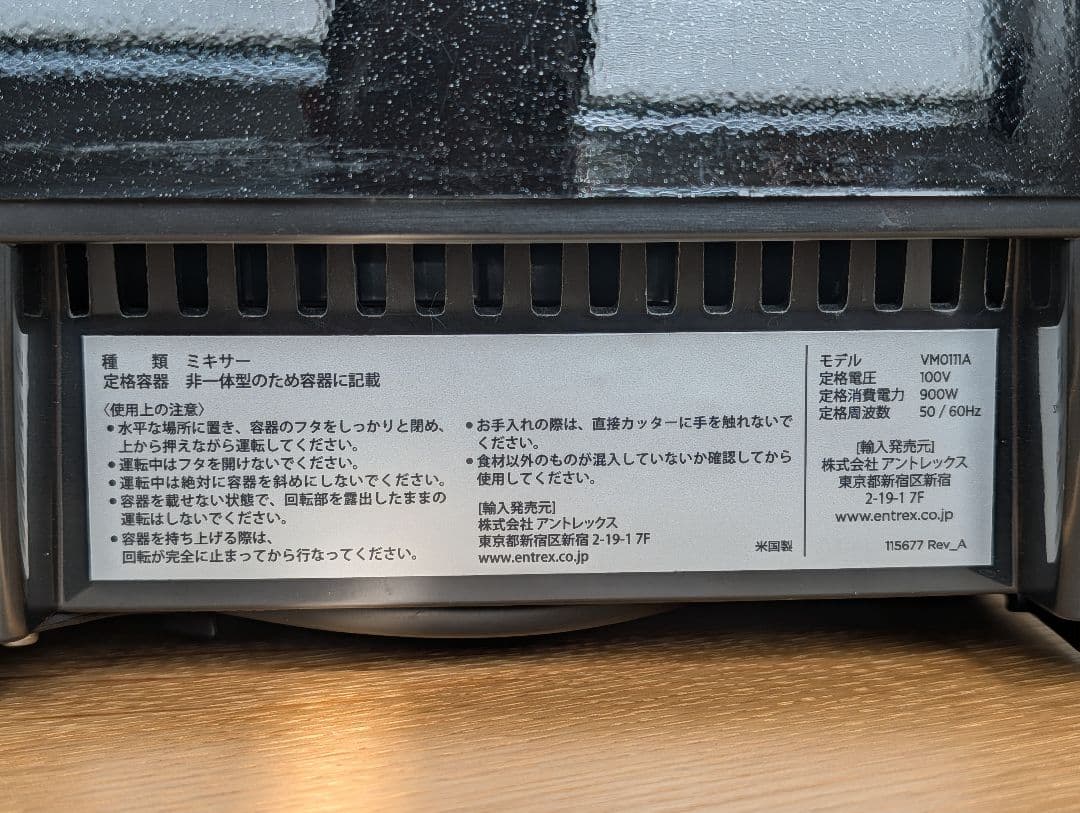 種　　類　ミキサー
定格容器　非一体型のため容器に記載
〈使用上の注意〉
●水平な場所に置き、容器のフタをしっかりと閉め、
上から押えながら運転してください。
●運転中はフタを開けないでください。
●運転中は絶対に容器を斜めにしないでください。
●容器を載せない状態で、回転部を露出したままの
運転はしないでください。
●容器を持ち上げる際は、
回転が完全に止まってから行なってください。
●お手入れの際は、直接カッターに手を触れないで
ください。
●食材以外のものが混入していないか確認してから
使用してください。
[輸入発売元]
株式会社 アントレックス
東京都新宿区新宿 2-19-1 7F
www.entrex.co.jp
米国製
モデル　VM0111A
定格電圧　100V
定格消費電力　900W
定格周波数　50 / 60Hz
[輸入発売元]
株式会社 アントレックス
東京都新宿区新宿
2-19-1 7F
www.entrex.co.jp
115677 Rev_A